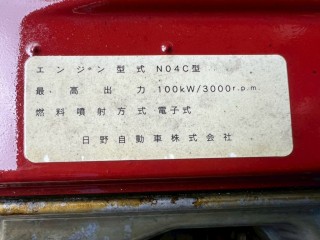 エンジン型式 N04C型
最高出力 100kW/3000r.p.m
燃料噴射方式 電子式
日野自動車株式会社